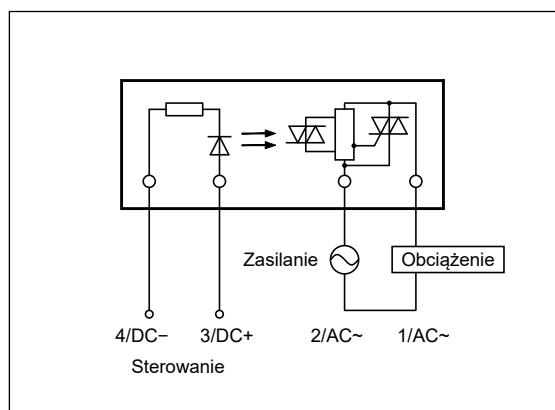 Zasilanie
Obciążenie
4/DC− 3/DC+ 2/AC~ 1/AC~
Sterowanie